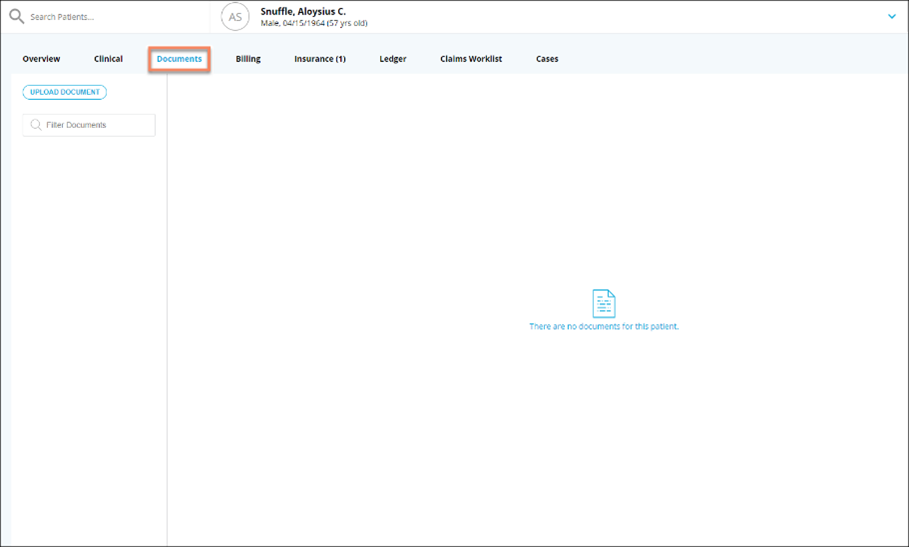 Search Patients...
AS
Snuffle, Aloysius C.
Male, 04/15/1964 (57 yrs old)
Overview Clinical Documents Billing Insurance (1) Ledger Claims Worklist Cases
UPLOAD DOCUMENT
Filter Documents
There are no documents for this patient.